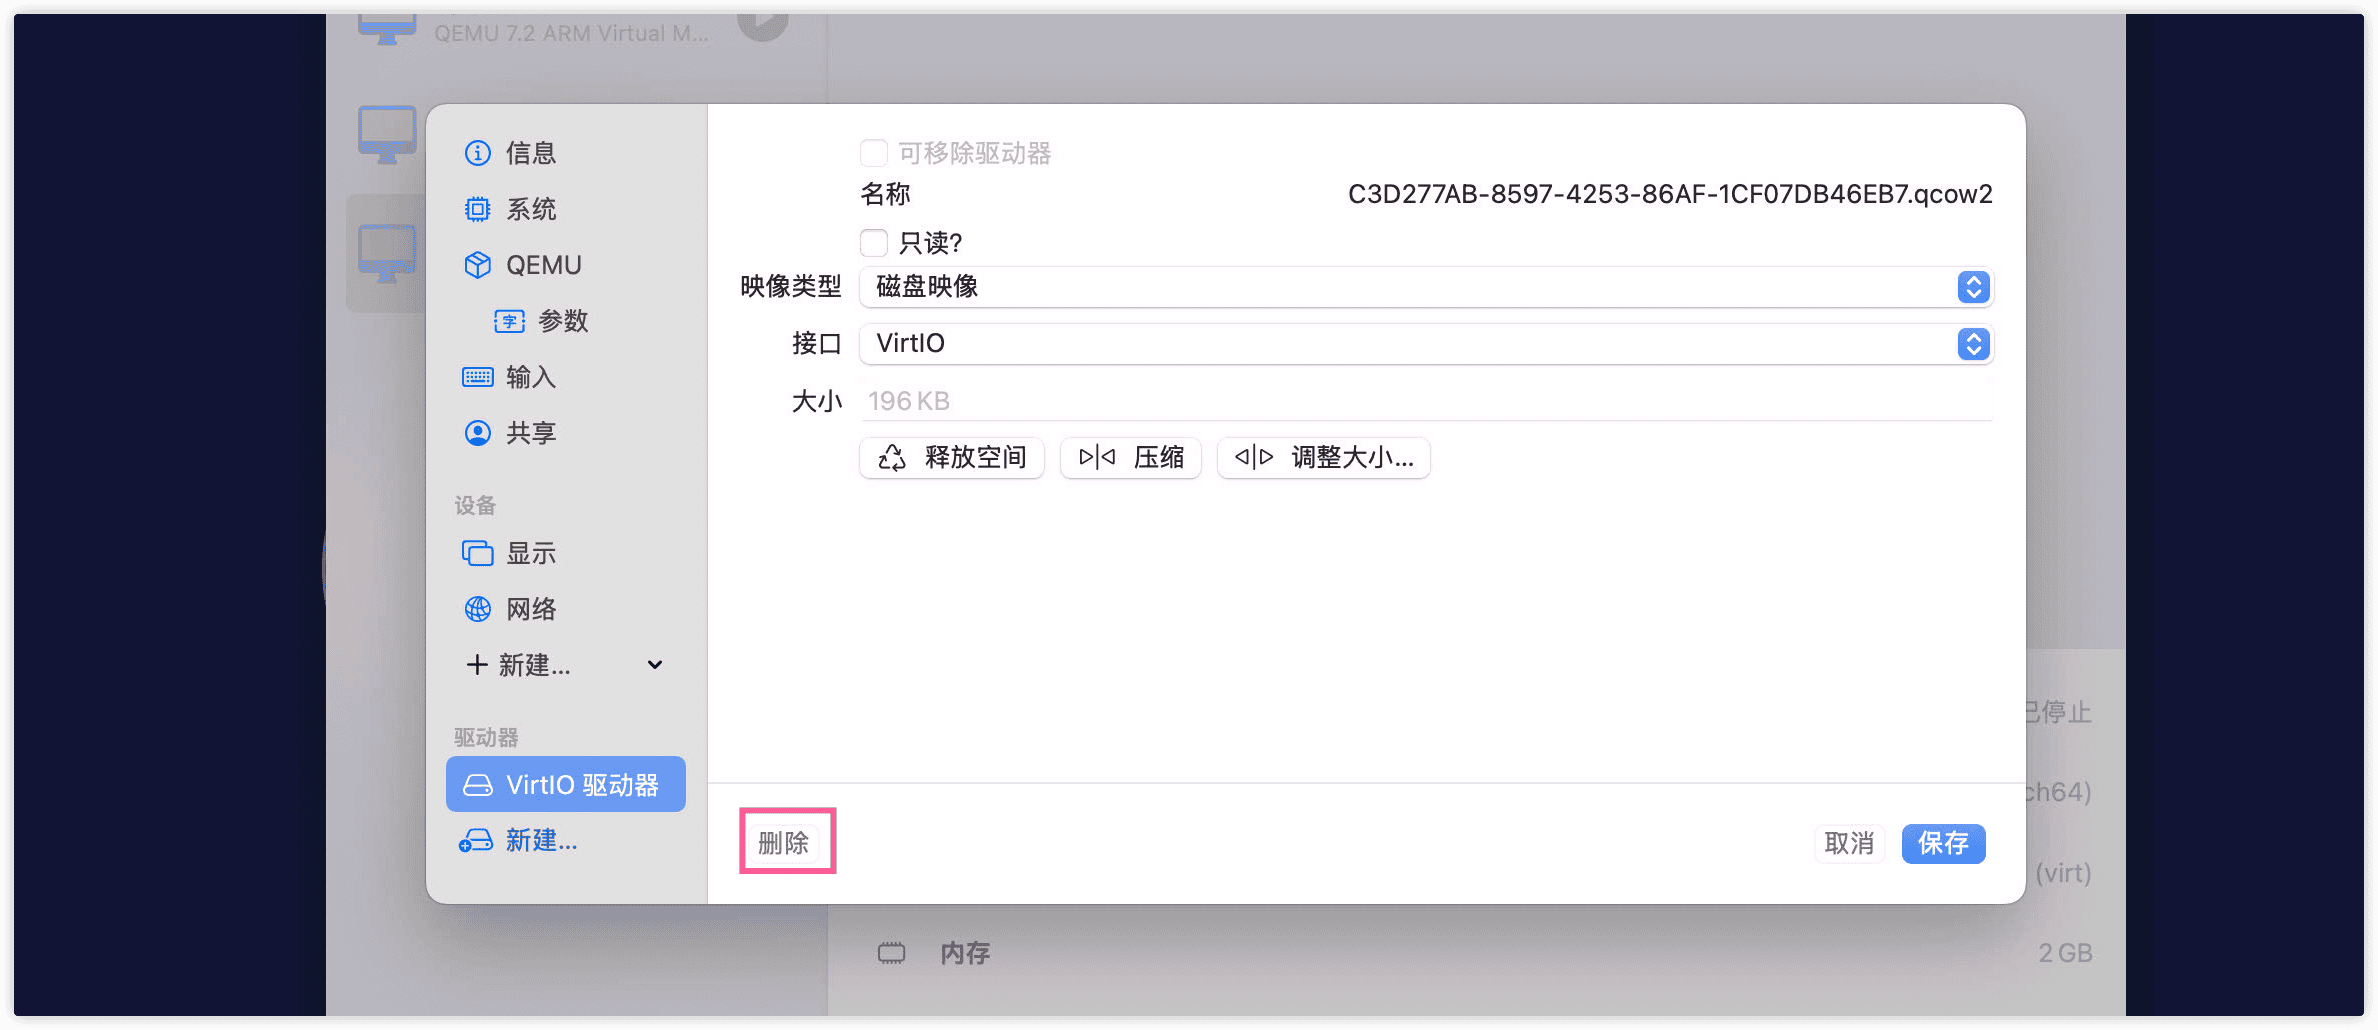 QEMU 7.2 ARM Virtual M...
信息
系统
QEMU
字 参数
输入
共享
设备
显示
网络
新建...
驱动器
VirtIO 驱动器
新建...
可移除驱动器
名称 C3D277AB-8597-4253-86AF-1CF07DB46EB7.qcow2
只读?
映像类型 磁盘映像
接口 VirtIO
大小 196 KB
释放空间 压缩 调整大小...
删除 取消 保存
已停止
ch64)
(virt)
内存 2 GB